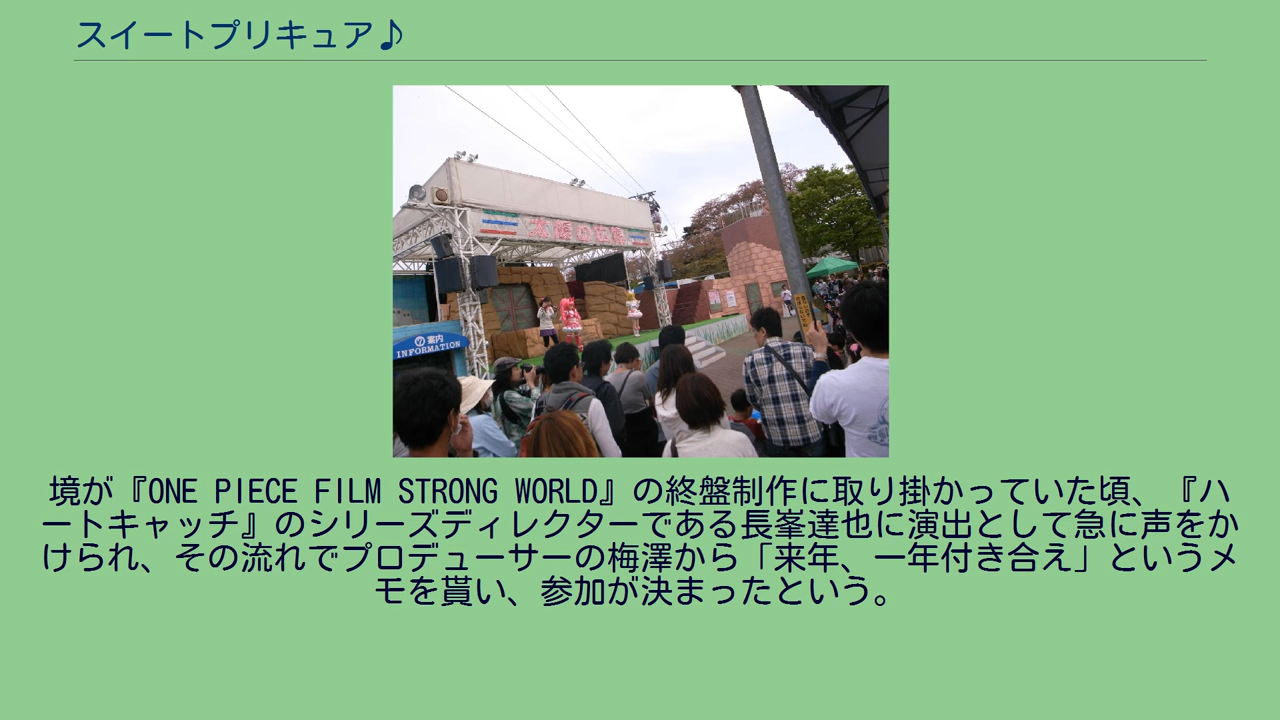 スイートプリキュア♪
案内
INFORMATION
境が『ONE PIECE FILM STRONG WORLD』の終盤制作に取り掛かっていた頃、『ハ
ートキャッチ』のシリーズディレクターである長峯達也に演出として急に声をか
けられ、その流れでプロデューサーの梅澤から「来年、一年付き合え」というメ
モを貰い、参加が決まったという。